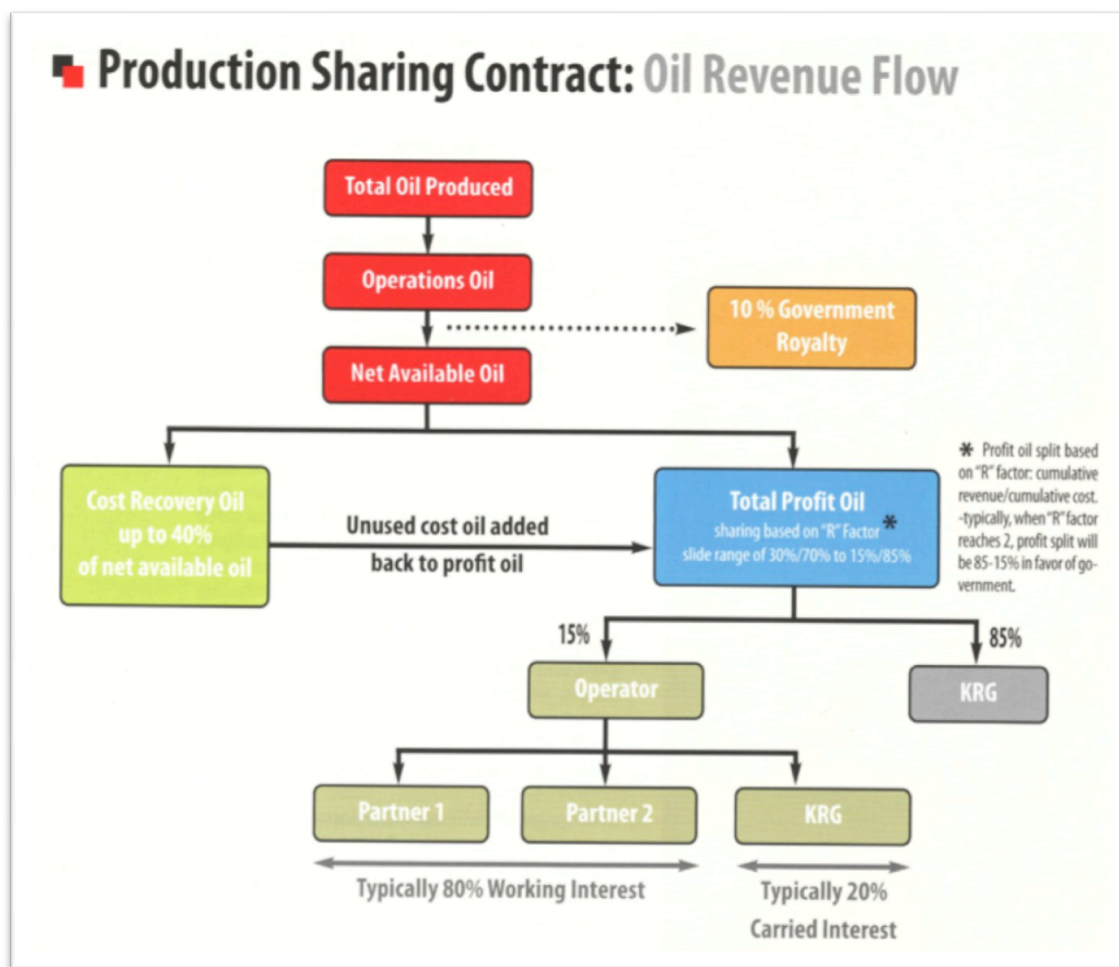 Production Sharing Contract: Oil Revenue Flow
Total Oil Produced
Operations Oil
10 % Government
Royalty
Net Available Oil
Cost Recovery Oil
up to 40%
of net available oil
Unused cost oil added
back to profit oil
Total Profit Oil *
sharing based on "R" Factor
slide range of 30%/70% to 15%/85%
* Profit oil split based
on "R" factor: cumulative
revenue/cumulative cost.
-typically, when "R" factor
reaches 2, profit split will
be 85-15% in favor of go-
vernment.
15%
85%
Operator
KRG
Partner 1
Partner 2
KRG
Typically 80% Working Interest
Typically 20%
Carried Interest